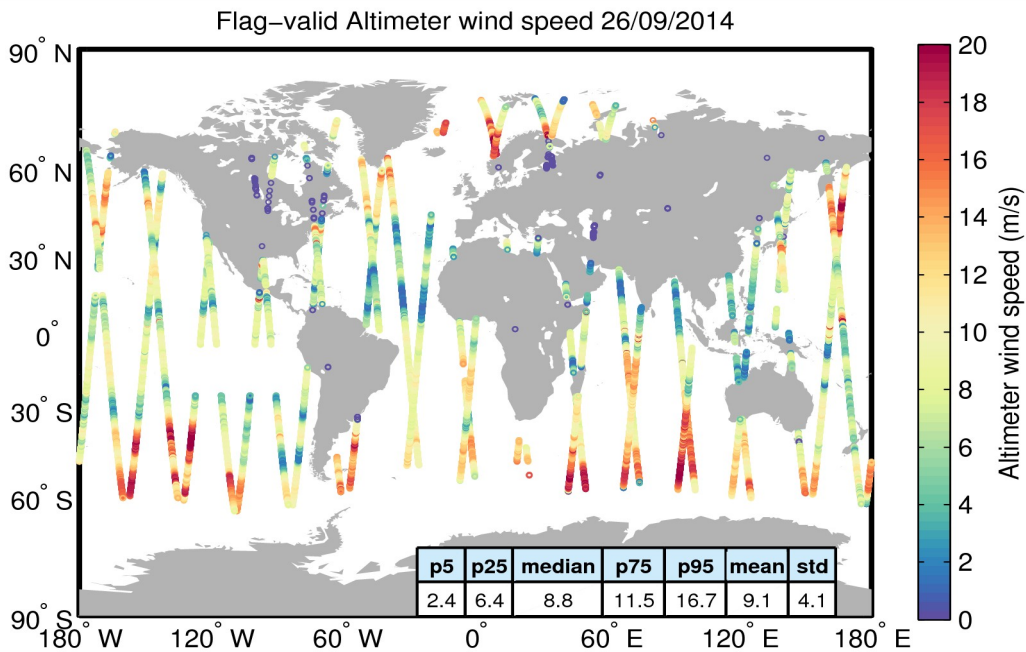 Flag−valid Altimeter wind speed 26/09/2014
90° N
60° N
30° N
0°
30° S
60° S
90° S
180° W
120° W
60° W
0°
60° E
120° E
180° E
p5 p25 median p75 p95 mean std
2.4 6.4 8.8 11.5 16.7 9.1 4.1
20
18
16
14
12
10
8
6
4
2
0
Altimeter wind speed (m/s)